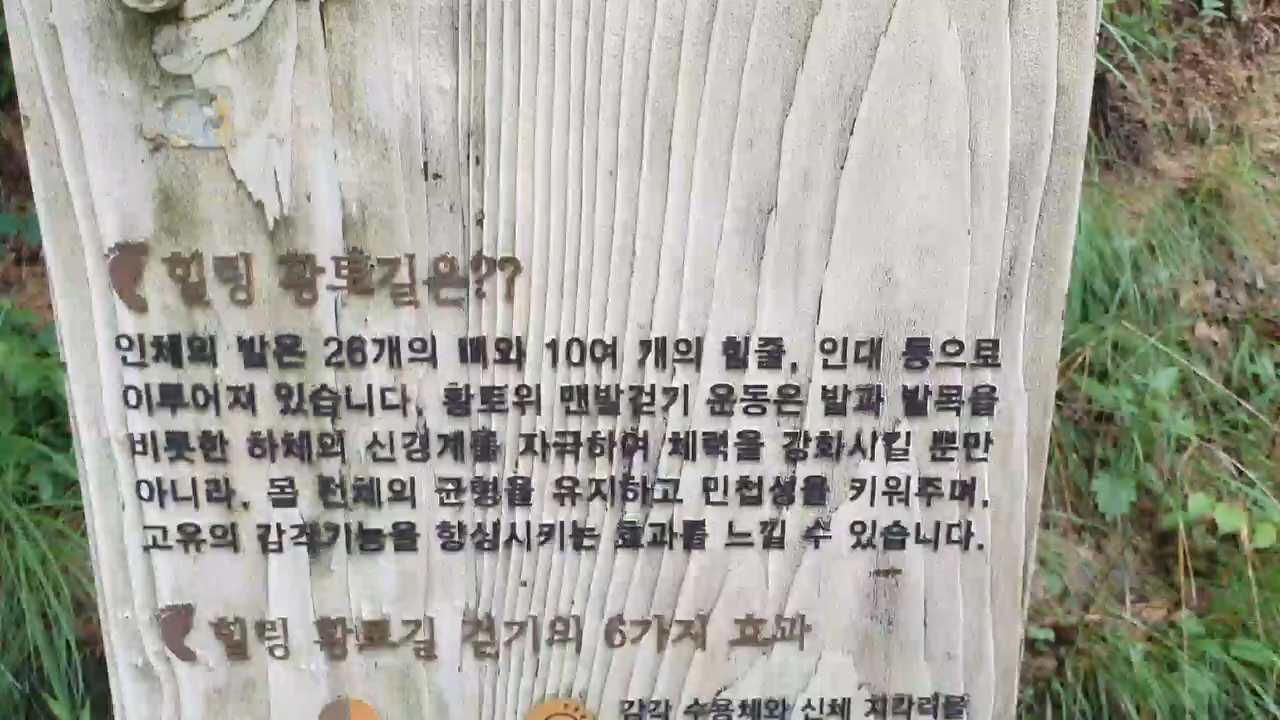 힐링 황토길은??
인체의 발은 26개의 뼈와 10여 개의 힘줄, 인대 등으로
이루어져 있습니다. 황토위 맨발걷기 운동은 발과 발목을
비롯한 하체의 신경계를 자극하여 체력을 강화시킬 뿐만
아니라, 몸 전체의 균형을 유지하고 민첩성을 키워주며,
고유의 감각기능을 향상시키는 효과를 느낄 수 있습니다.
힐링 황토길 걷기의 6가지 효과
감각 수용체와 신체 지각력을